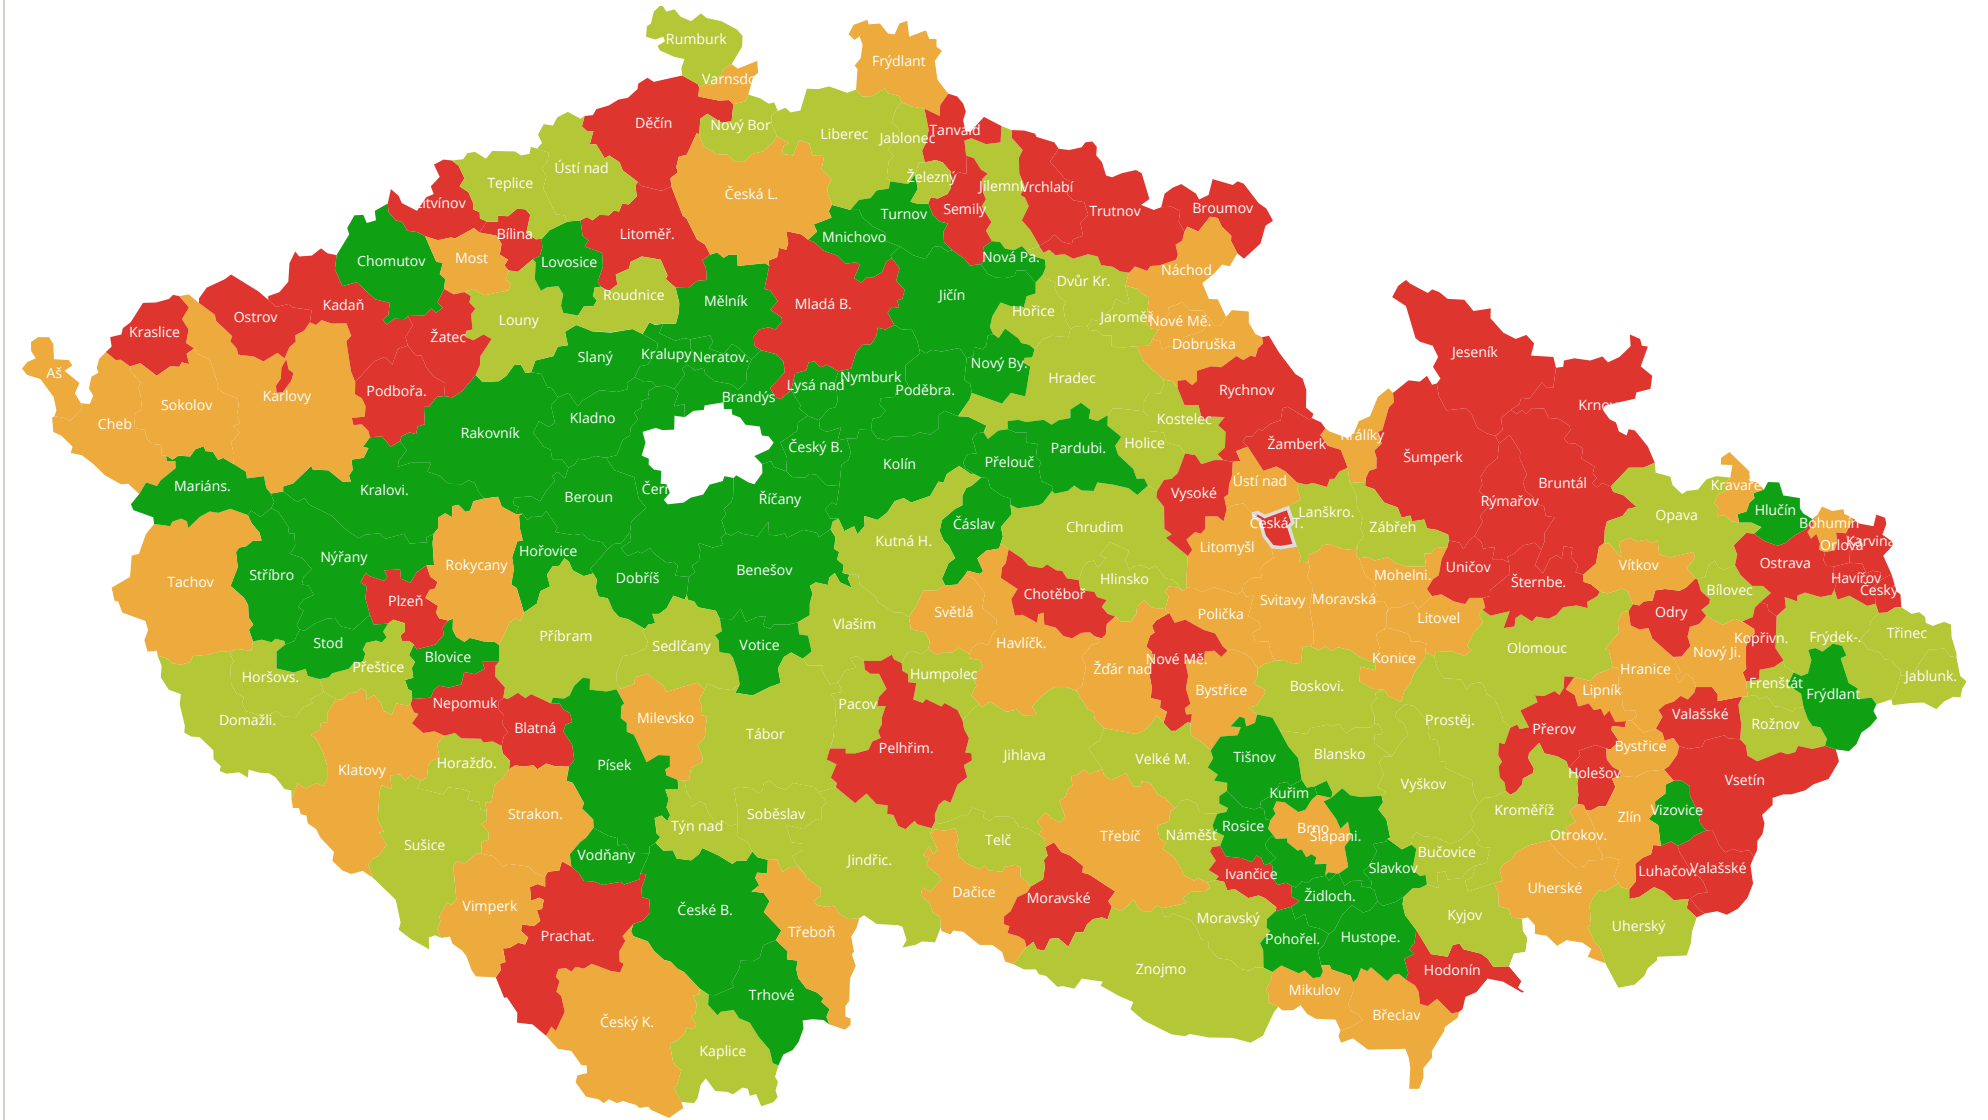 Rumburk
Frýdlant
Varnsdo
Děčín
Nový Bor
Liberec
Jablonec
Tanvald
Ústí nad
Teplice
Železný
Jilemni
Vrchlabí
Česká L.
Litvínov
Semily
Trutnov
Broumov
Turnov
Bílina
Litoměř.
Mnichovo
Chomutov
Most
Lovosice
Nová Pa.
Náchod
Dvůr Kr.
Roudnice
Mělník
Jičín
Kadaň
Mladá B.
Hořice
Jaroměř
Nové Mě.
Ostrov
Louny
Kraslice
Žatec
Dobruška
Jeseník
Slaný
Kralupy
Neratov.
Nový By.
Aš
Hradec
Nymburk
Lysá nad
Poděbra.
Rychnov
Podbořa.
Karlovy
Brandýs
Sokolov
Krno
Cheb
Kladno
Kostelec
Rakovník
Králíky
Holice
Žamberk
Český B.
Pardubi.
Šumperk
Přelouč
Kolín
Mariáns.
Kralovi.
Ústí nad
Bruntál
Kravaře
Vysoké
Beroun
Čern
Říčany
Rýmařov
Hlučín
Lanškro.
Opava
Čáslav
Česká T.
Chrudim
Zábřeh
Bohumín
Kutná H.
Orlová
Karviná
Litomyšl
Hořovice
Nýřany
Rokycany
Ostrava
Vítkov
Uničov
Benešov
Stříbro
Mohelni.
Dobříš
Hlinsko
Havířov
Tachov
Šternbe.
Český
Bílovec
Chotěboř
Plzeň
Svitavy
Moravská
Světlá
Odry
Polička
Litovel
Vlašim
Třinec
Příbram
Frýdek-.
Kopřivn.
Stod
Havlíčk.
Votice
Sedlčany
Olomouc
Nový Ji.
Blovice
Konice
Nové Mě.
Přeštice
Žďár nad
Hranice
Humpolec
Horšovs.
Jablunk.
Frenštát
Boskovi.
Bystřice
Lipník
Frýdlant
Nepomuk
Pacov
Valašské
Milevsko
Domažli.
Prostěj.
Rožnov
Blatná
Přerov
Tábor
Pelhřim.
Bystřice
Jihlava
Blansko
Tišnov
Velké M.
Horažďo.
Písek
Klatovy
Holešov
Vsetín
Vyškov
Kuřim
Kroměříž
Vizovice
Strakon.
Soběslav
Zlín
Týn nad
Rosice
Brno
Šlapani.
Náměšť
Třebíč
Otrokov.
Telč
Sušice
Bučovice
Vodňany
Jindřic.
Slavkov
Valašské
Luhačov.
Ivančice
Uherské
Dačice
Židloch.
Moravské
Vimperk
České B.
Kyjov
Moravský
Uherský
Třeboň
Prachat.
Pohořel.
Hustope.
Znojmo
Hodonín
Mikulov
Trhové
Břeclav
Český K.
Kaplice